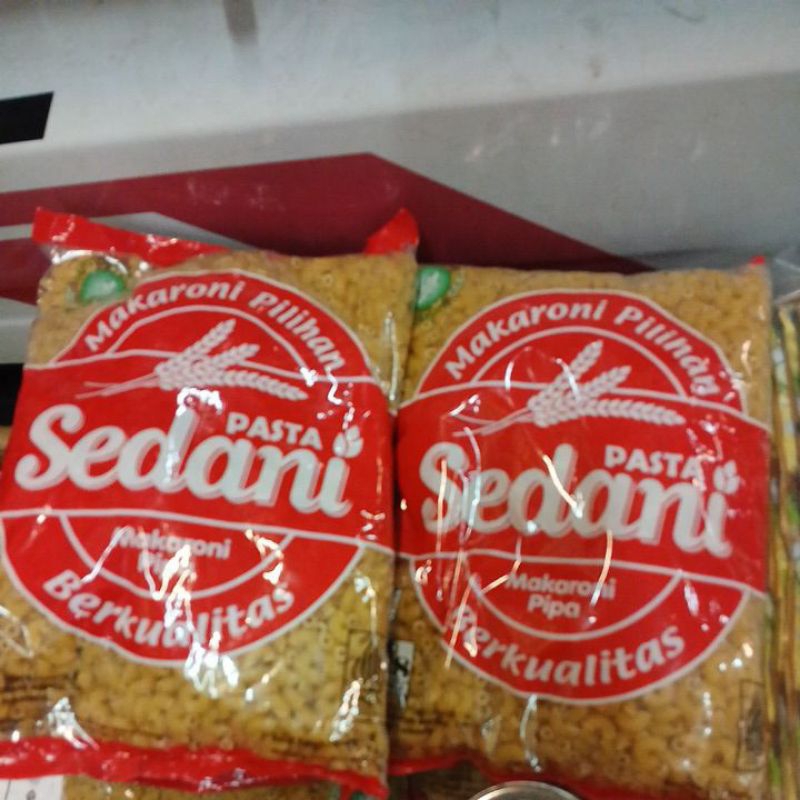 Makaroni Pilihan
PASTA
Sedani
Makaroni
Pipa
Berkualitas
Makaroni Pilihan
PASTA
Sedani
Makaroni
Pipa
Berkualitas